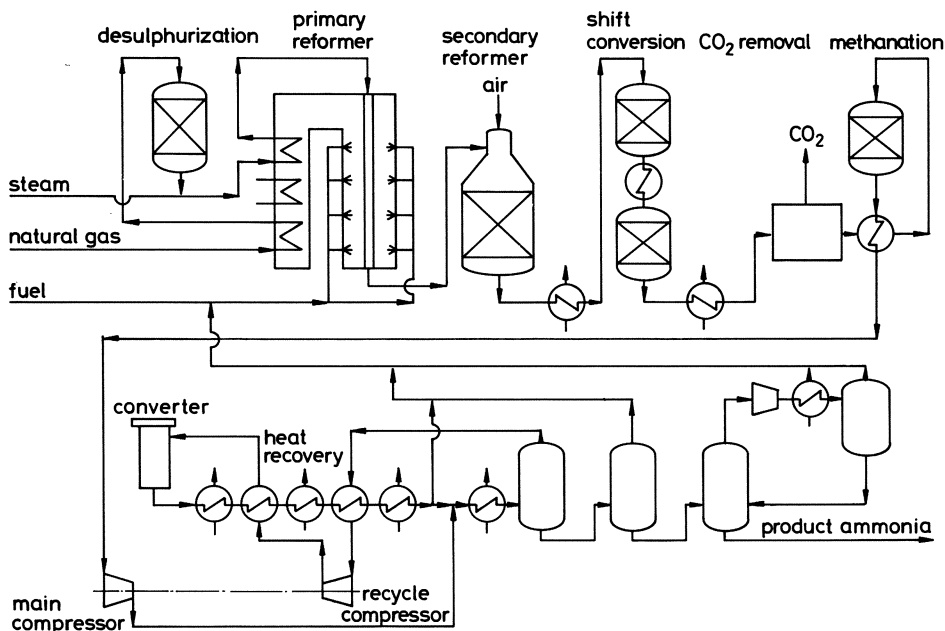 desulphurization
primary
reformer
secondary
reformer
air
shift
conversion
CO2 removal
methanation
CO2
steam
natural gas
fuel
converter
heat
recovery
product ammonia
main
compressor
recycle
compressor